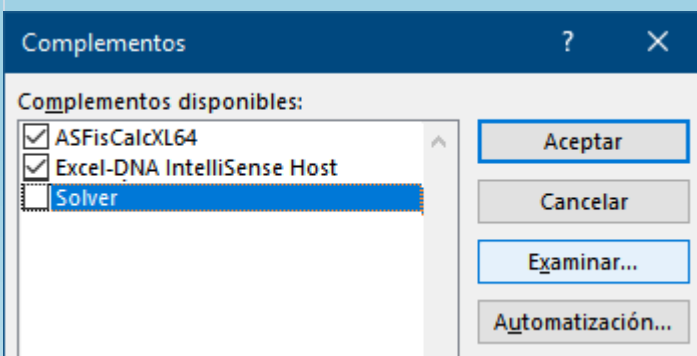 Complementos ? ×
Complementos disponibles:
ASFisCalcXL64
Excel-DNA IntelliSense Host
Solver
Aceptar
Cancelar
Examinar...
Automatización...